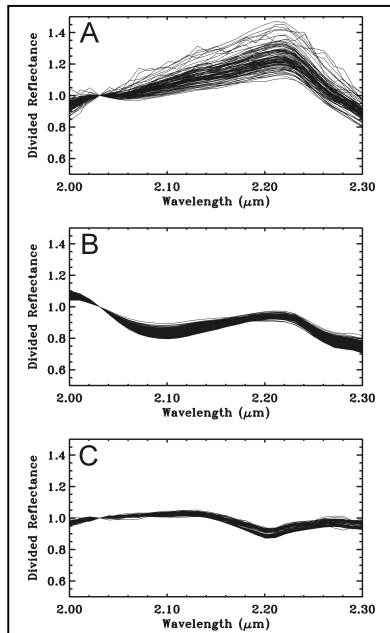 A
Divided Reflectance
1.4
1.2
1.0
0.8
0.6
2.00 2.10 2.20 2.30
Wavelength (μm)
B
Divided Reflectance
1.4
1.2
1.0
0.8
0.6
2.00 2.10 2.20 2.30
Wavelength (μm)
C
Divided Reflectance
1.4
1.2
1.0
0.8
0.6
2.00 2.10 2.20 2.30
Wavelength (μm)